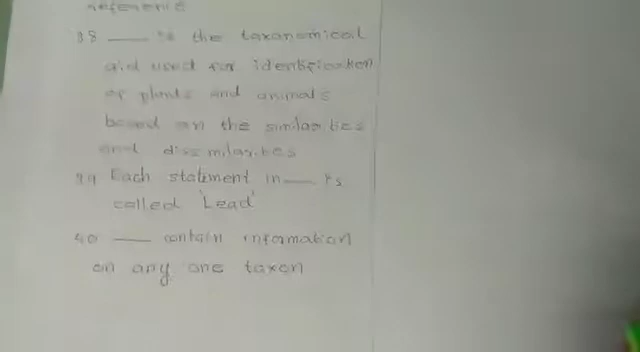 reference
38 ___ is the taxonomical
aid used for identification
of plants and animals
based on the similarities
and dissimilarities
39 Each statement in ___ is
called 'Lead'
40 ___ contain information
on any one taxon